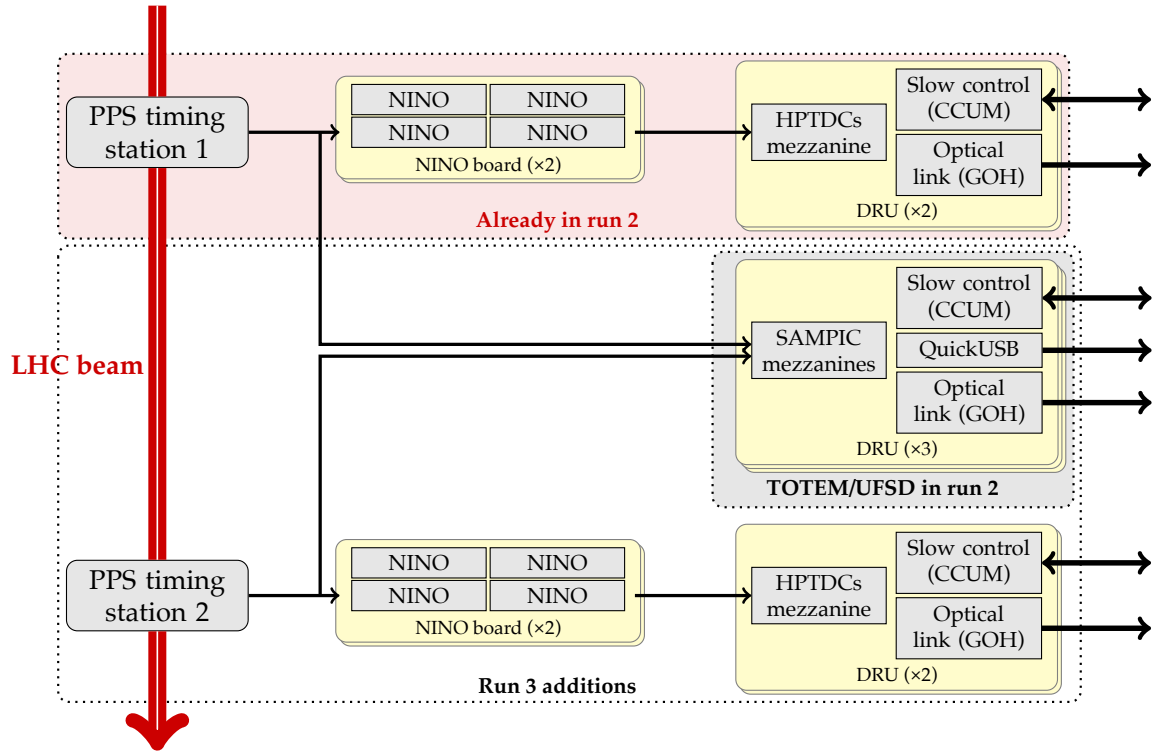 PPS timing
station 1
NINO
NINO
NINO
NINO
NINO board (×2)
HPTDCs
mezzanine
Slow control
(CCUM)
Optical
link (GOH)
DRU (×2)
Already in run 2
LHC beam
SAMPIC
mezzanines
Slow control
(CCUM)
QuickUSB
Optical
link (GOH)
DRU (×3)
TOTEM/UFSD in run 2
PPS timing
station 2
NINO
NINO
NINO
NINO
NINO board (×2)
HPTDCs
mezzanine
Slow control
(CCUM)
Optical
link (GOH)
DRU (×2)
Run 3 additions